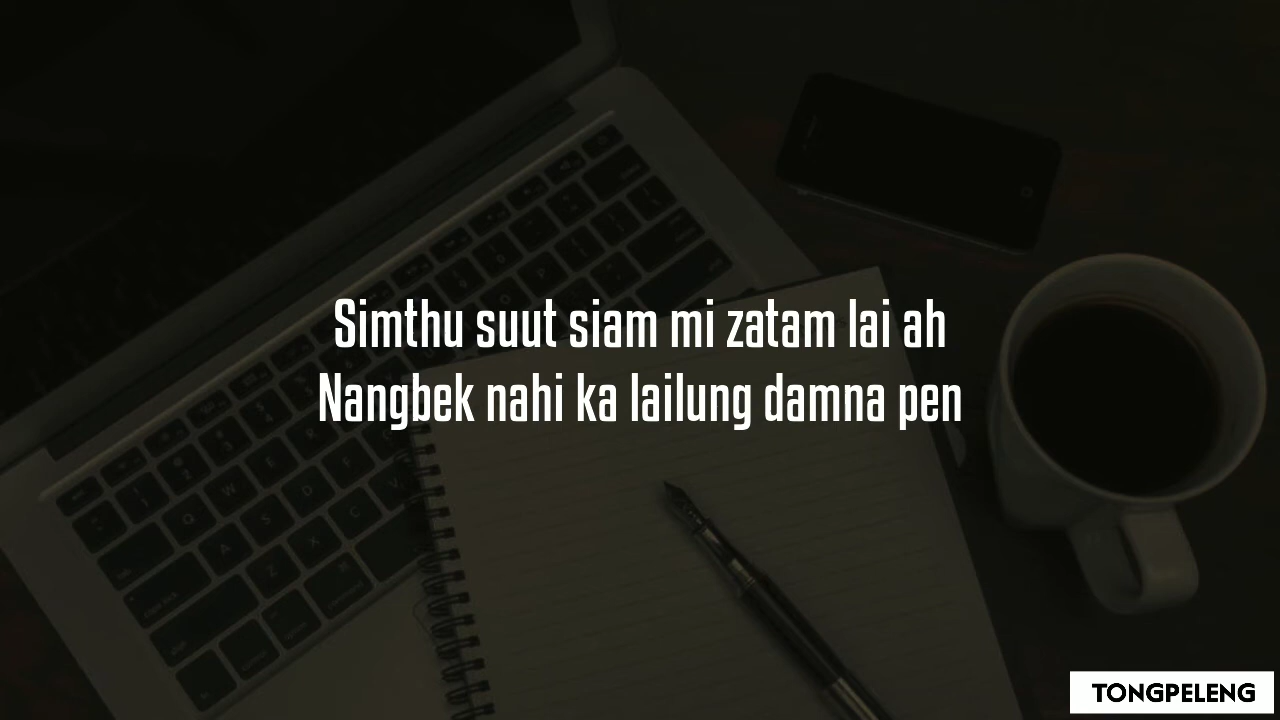 Simthu suut siam mi zatam lai ah
Nangbek nahi ka lailung damna pen
TONGPELENG